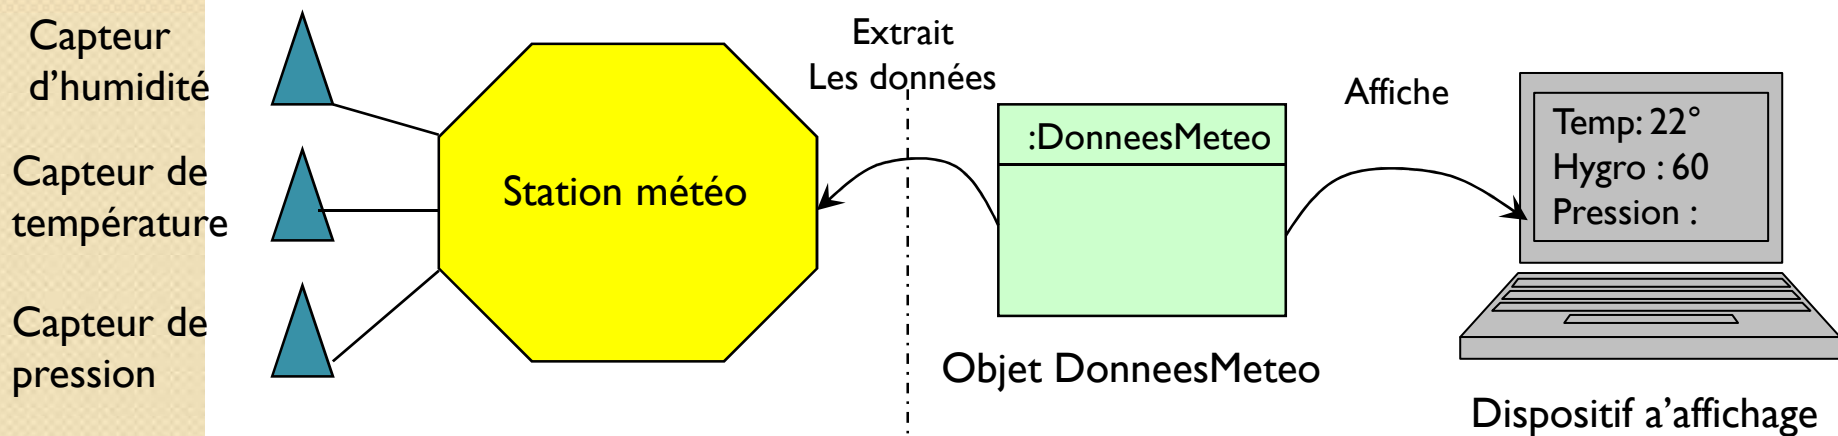 Capteur
d'humidité
Capteur de
température
Capteur de
pression
Station météo
Extrait
Les données
:DonneesMeteo
Objet DonneesMeteo
Affiche
Temp: 22°
Hygro : 60
Pression :
Dispositif a'affichage